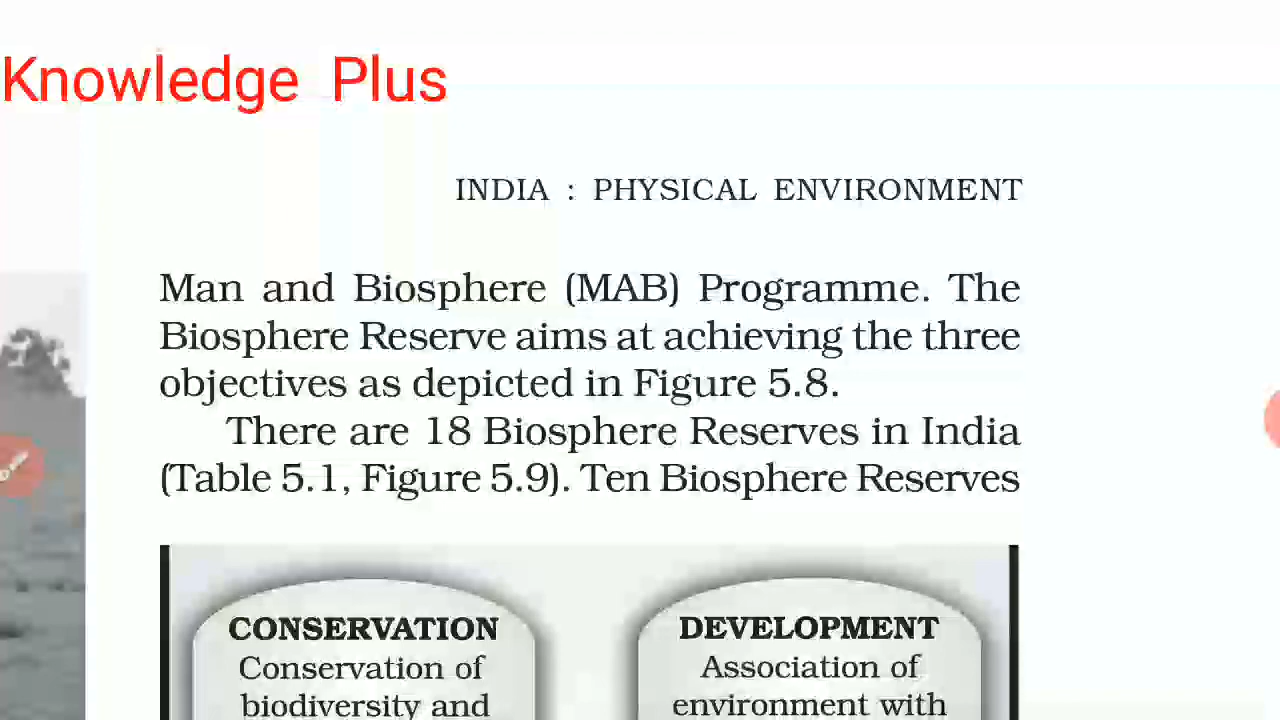 Knowledge Plus
INDIA : PHYSICAL ENVIRONMENT
Man and Biosphere (MAB) Programme. The
Biosphere Reserve aims at achieving the three
objectives as depicted in Figure 5.8.
There are 18 Biosphere Reserves in India
(Table 5.1, Figure 5.9). Ten Biosphere Reserves
CONSERVATION
Conservation of
biodiversity and
DEVELOPMENT
Association of
environment with